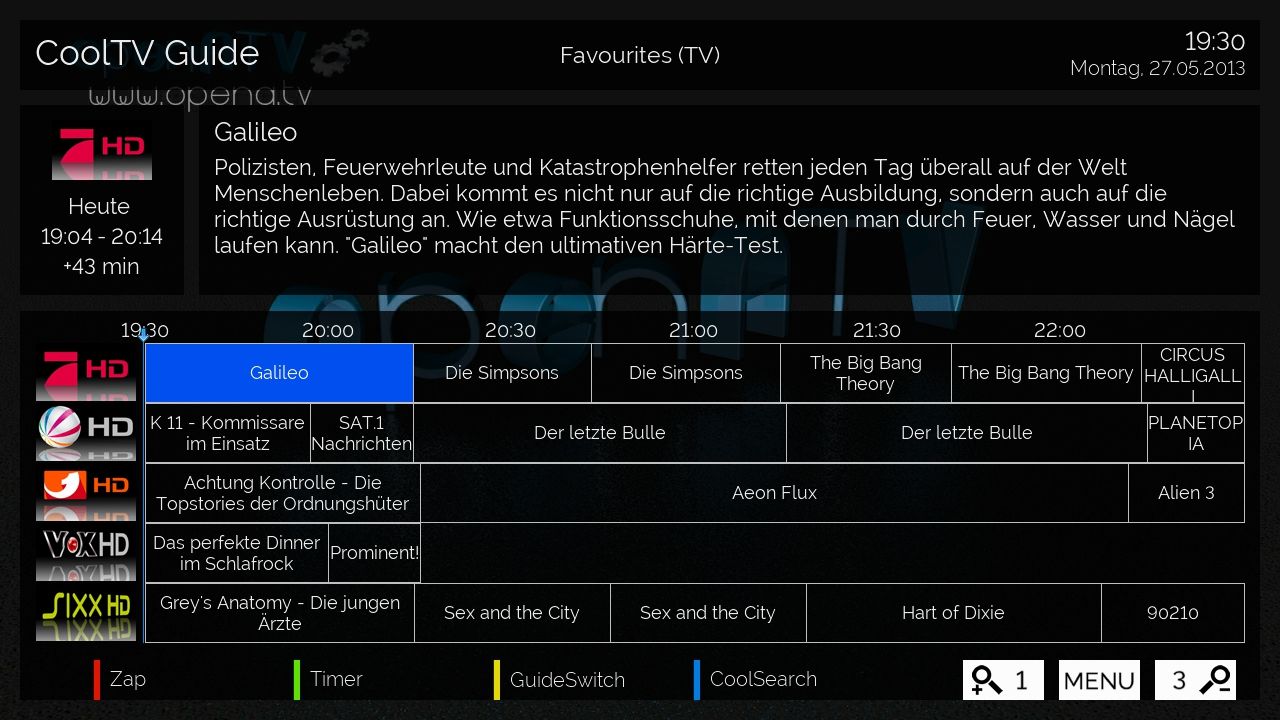 CoolTV Guide
Favourites (TV)
19:30
Montag, 27.05.2013
www.opena.tv
HD
Heute
19:04 - 20:14
+43 min
Galileo
Polizisten, Feuerwehrleute und Katastrophenhelfer retten jeden Tag überall auf der Welt
Menschenleben. Dabei kommt es nicht nur auf die richtige Ausbildung, sondern auch auf die
richtige Ausrüstung an. Wie etwa Funktionsschuhe, mit denen man durch Feuer, Wasser und Nägel
laufen kann. "Galileo" macht den ultimativen Härte-Test.
openATV
19:30 20:00 20:30 21:00 21:30 22:00
HD
Galileo
Die Simpsons
Die Simpsons
The Big Bang
Theory
The Big Bang Theory
CIRCUS
HALLIGALL
I
HD
K 11 - Kommissare
im Einsatz
SAT.1
Nachrichten
Der letzte Bulle
Der letzte Bulle
PLANETOP
IA
HD
Achtung Kontrolle - Die
Topstories der Ordnungshüter
Aeon Flux
Alien 3
VOXHD
Das perfekte Dinner
im Schlafrock
Prominent!
SIXX HD
Grey's Anatomy - Die jungen
Ärzte
Sex and the City
Sex and the City
Hart of Dixie
90210
Zap
Timer
GuideSwitch
CoolSearch
1
MENU
3